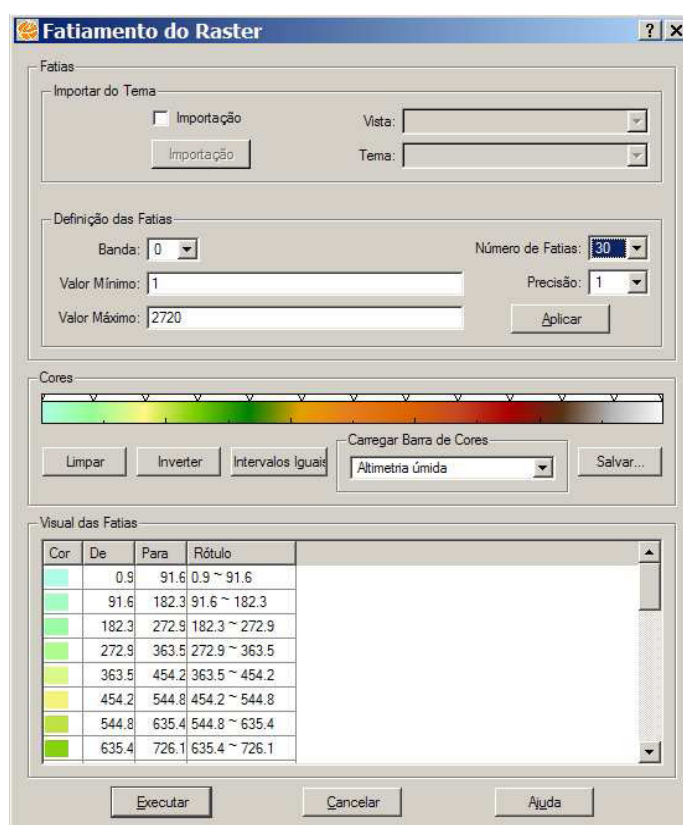 Fatiamento do Raster
Fatias
Importar do Tema
Importação
Vista:
Importação
Tema:
Definição das Fatias
Banda: 0
Número de Fatias: 30
Valor Mínimo: 1
Precisão: 1
Valor Máximo: 2720
Aplicar
Cores
Limpar
Inverter
Intervalos Iguais
Carregar Barra de Cores
Altimetria úmida
Salvar...
Visual das Fatias
Cor De Para Rótulo
0.9 91.6 0.9 ~ 91.6
91.6 182.3 91.6 ~ 182.3
182.3 272.9 182.3 ~ 272.9
272.9 363.5 272.9 ~ 363.5
363.5 454.2 363.5 ~ 454.2
454.2 544.8 454.2 ~ 544.8
544.8 635.4 544.8 ~ 635.4
635.4 726.1 635.4 ~ 726.1
Executar
Cancelar
Ajuda